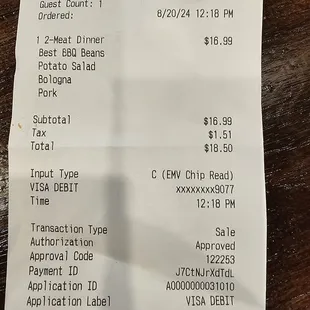 Guest Count: 1
Ordered: 8/20/24 12:18 PM
1 2-Meat Dinner $16.99
Best BBQ Beans
Potato Salad
Bologna
Pork
Subtotal $16.99
Tax $1.51
Total $18.50
Input Type C (EMV Chip Read)
VISA DEBIT xxxxxxxx9077
Time 12:18 PM
Transaction Type Sale
Authorization Approved
Approval Code 122253
Payment ID J7CtNJrXdTdL
Application ID A0000000031010
Application Label VISA DEBIT